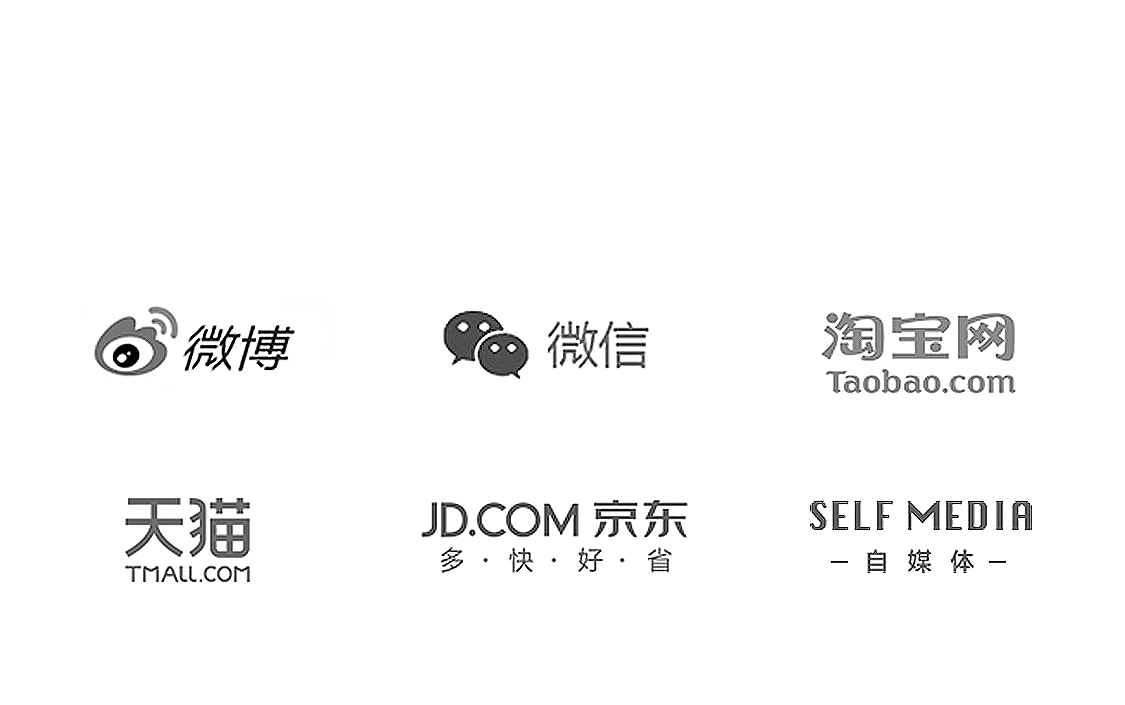 微博
微信
淘宝网
Taobao.com
天猫
TMALL.COM
JD.COM 京东
多·快·好·省
SELF MEDIA
— 自媒体 —